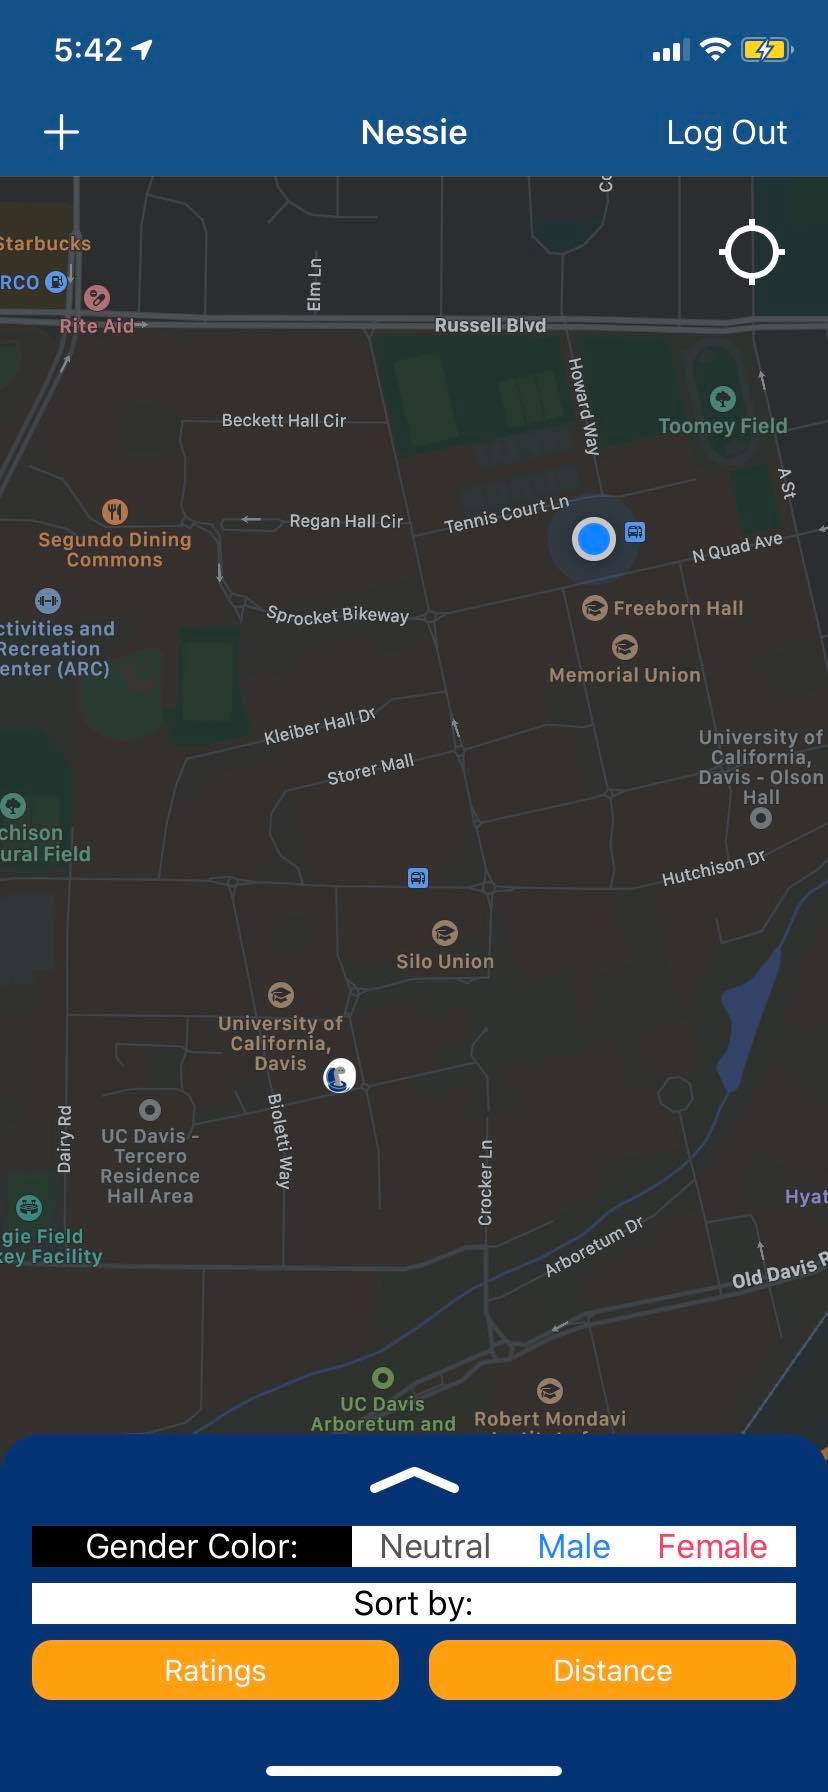 5:42
Nessie
Log Out
Starbucks
RCO
Rite Aid
Elm Ln
Russell Blvd
Howard Way
Beckett Hall Cir
Toomey Field
A St
Regan Hall Cir
Tennis Court Ln
Segundo Dining
Commons
N Quad Ave
Sprocket Bikeway
Freeborn Hall
ctivities and
Recreation
enter (ARC)
Memorial Union
Kleiber Hall Dr
Storer Mall
University of
California,
Davis - Olson
Hall
chison
ural Field
Hutchison Dr
Silo Union
University of
California,
Davis
Dairy Rd
Bioletti Way
UC Davis -
Tercero
Residence
Hall Area
Crocker Ln
Hyat
gie Field
key Facility
Arboretum Dr
Old Davis R
UC Davis
Arboretum and
Robert Mondavi
Gender Color:
Neutral
Male
Female
Sort by:
Ratings
Distance